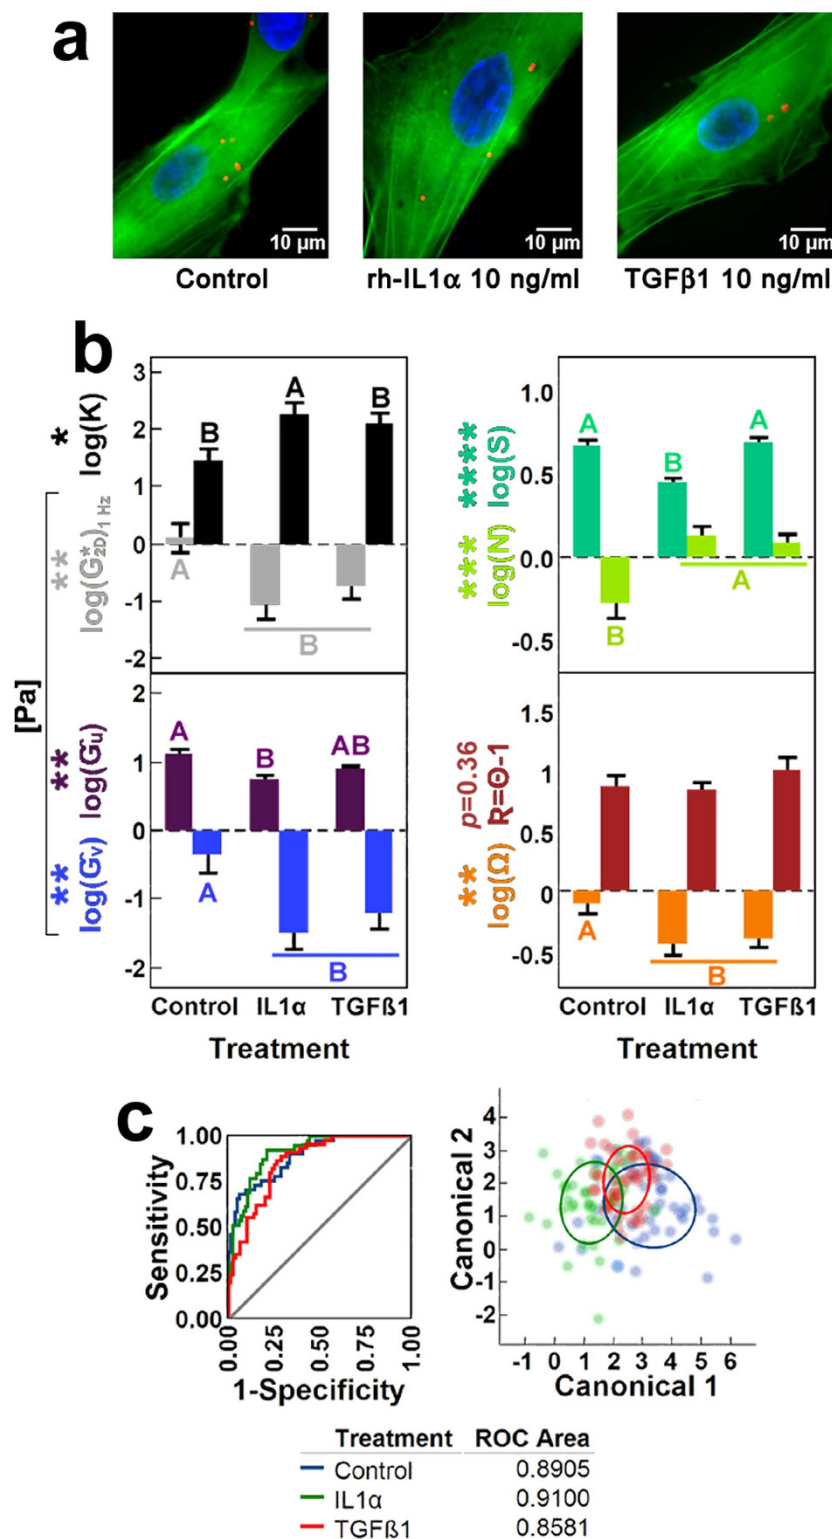 a
10 µm
10 µm
10 µm
Control
rh-IL1α 10 ng/ml
TGFβ1 10 ng/ml
b
[Pa]
* log(K)
** log(G*2D)1 Hz
3
2
1
0
-1
-2
B
A
B
A
B
** log(Gu)
** log(Gv)
2
1
0
-1
-2
A
B
AB
A
B
Control
IL1α
TGFß1
Treatment
**** log(S)
*** log(N)
1.0
0.5
0.0
-0.5
A
B
A
B
A
p=0.36
R=Θ-1
** log(Ω)
1.5
1
0.5
0
-0.5
A
B
Control
IL1α
TGFß1
Treatment
c
Sensitivity
1.00
0.75
0.50
0.25
0.00
0.00
0.25
0.50
0.75
1.00
1-Specificity
Canonical 2
4
3
2
1
0
-1
-2
-1 0 1 2 3 4 5 6
Canonical 1
Treatment ROC Area
Control 0.8905
IL1α 0.9100
TGFß1 0.8581